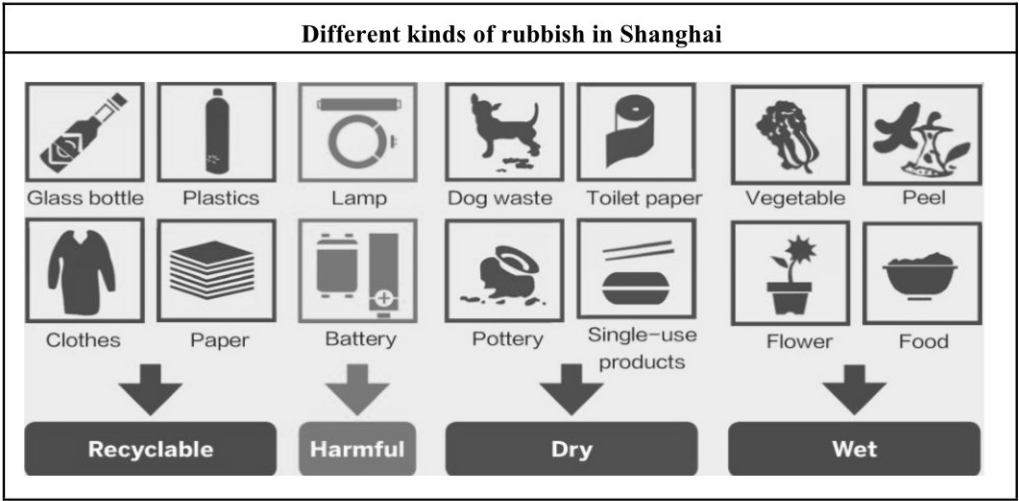 Different kinds of rubbish in Shanghai
Glass bottle
Plastics
Lamp
Dog waste
Toilet paper
Vegetable
Peel
Clothes
Paper
Battery
Pottery
Single-use
products
Flower
Food
Recyclable
Harmful
Dry
Wet